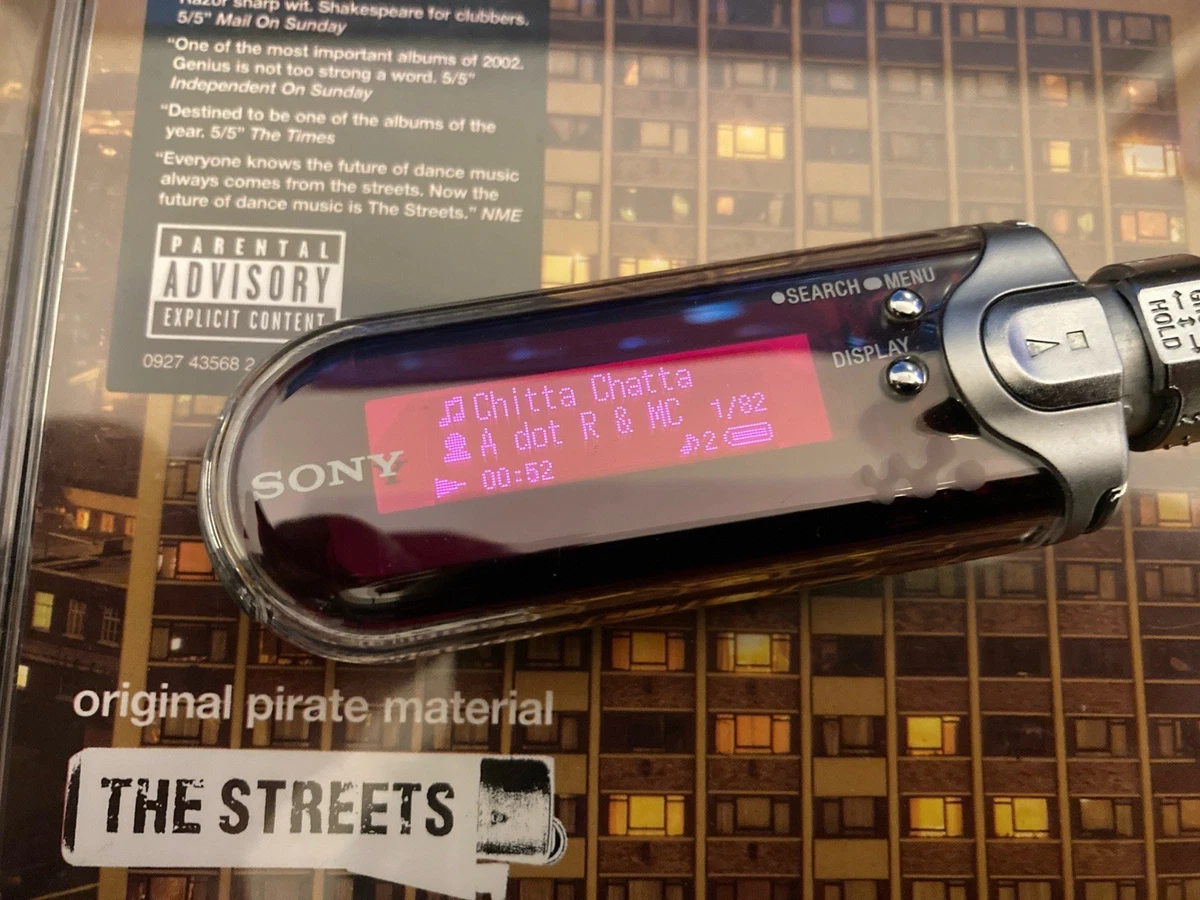 Razor sharp wit. Shakespeare for clubbers.
5/5" Mail On Sunday
"One of the most important albums of 2002.
Genius is not too strong a word. 5/5"
Independent On Sunday
"Destined to be one of the albums of the
year. 5/5" The Times
"Everyone knows the future of dance music
always comes from the streets. Now the
future of dance music is The Streets." NME
PARENTAL
ADVISORY
EXPLICIT CONTENT
0927 43568 2
SEARCH MENU
DISPLAY
HOLD
Chitta Chatta
A dot R & MC 1/82
00:52 2
SONY
original pirate material
THE STREETS